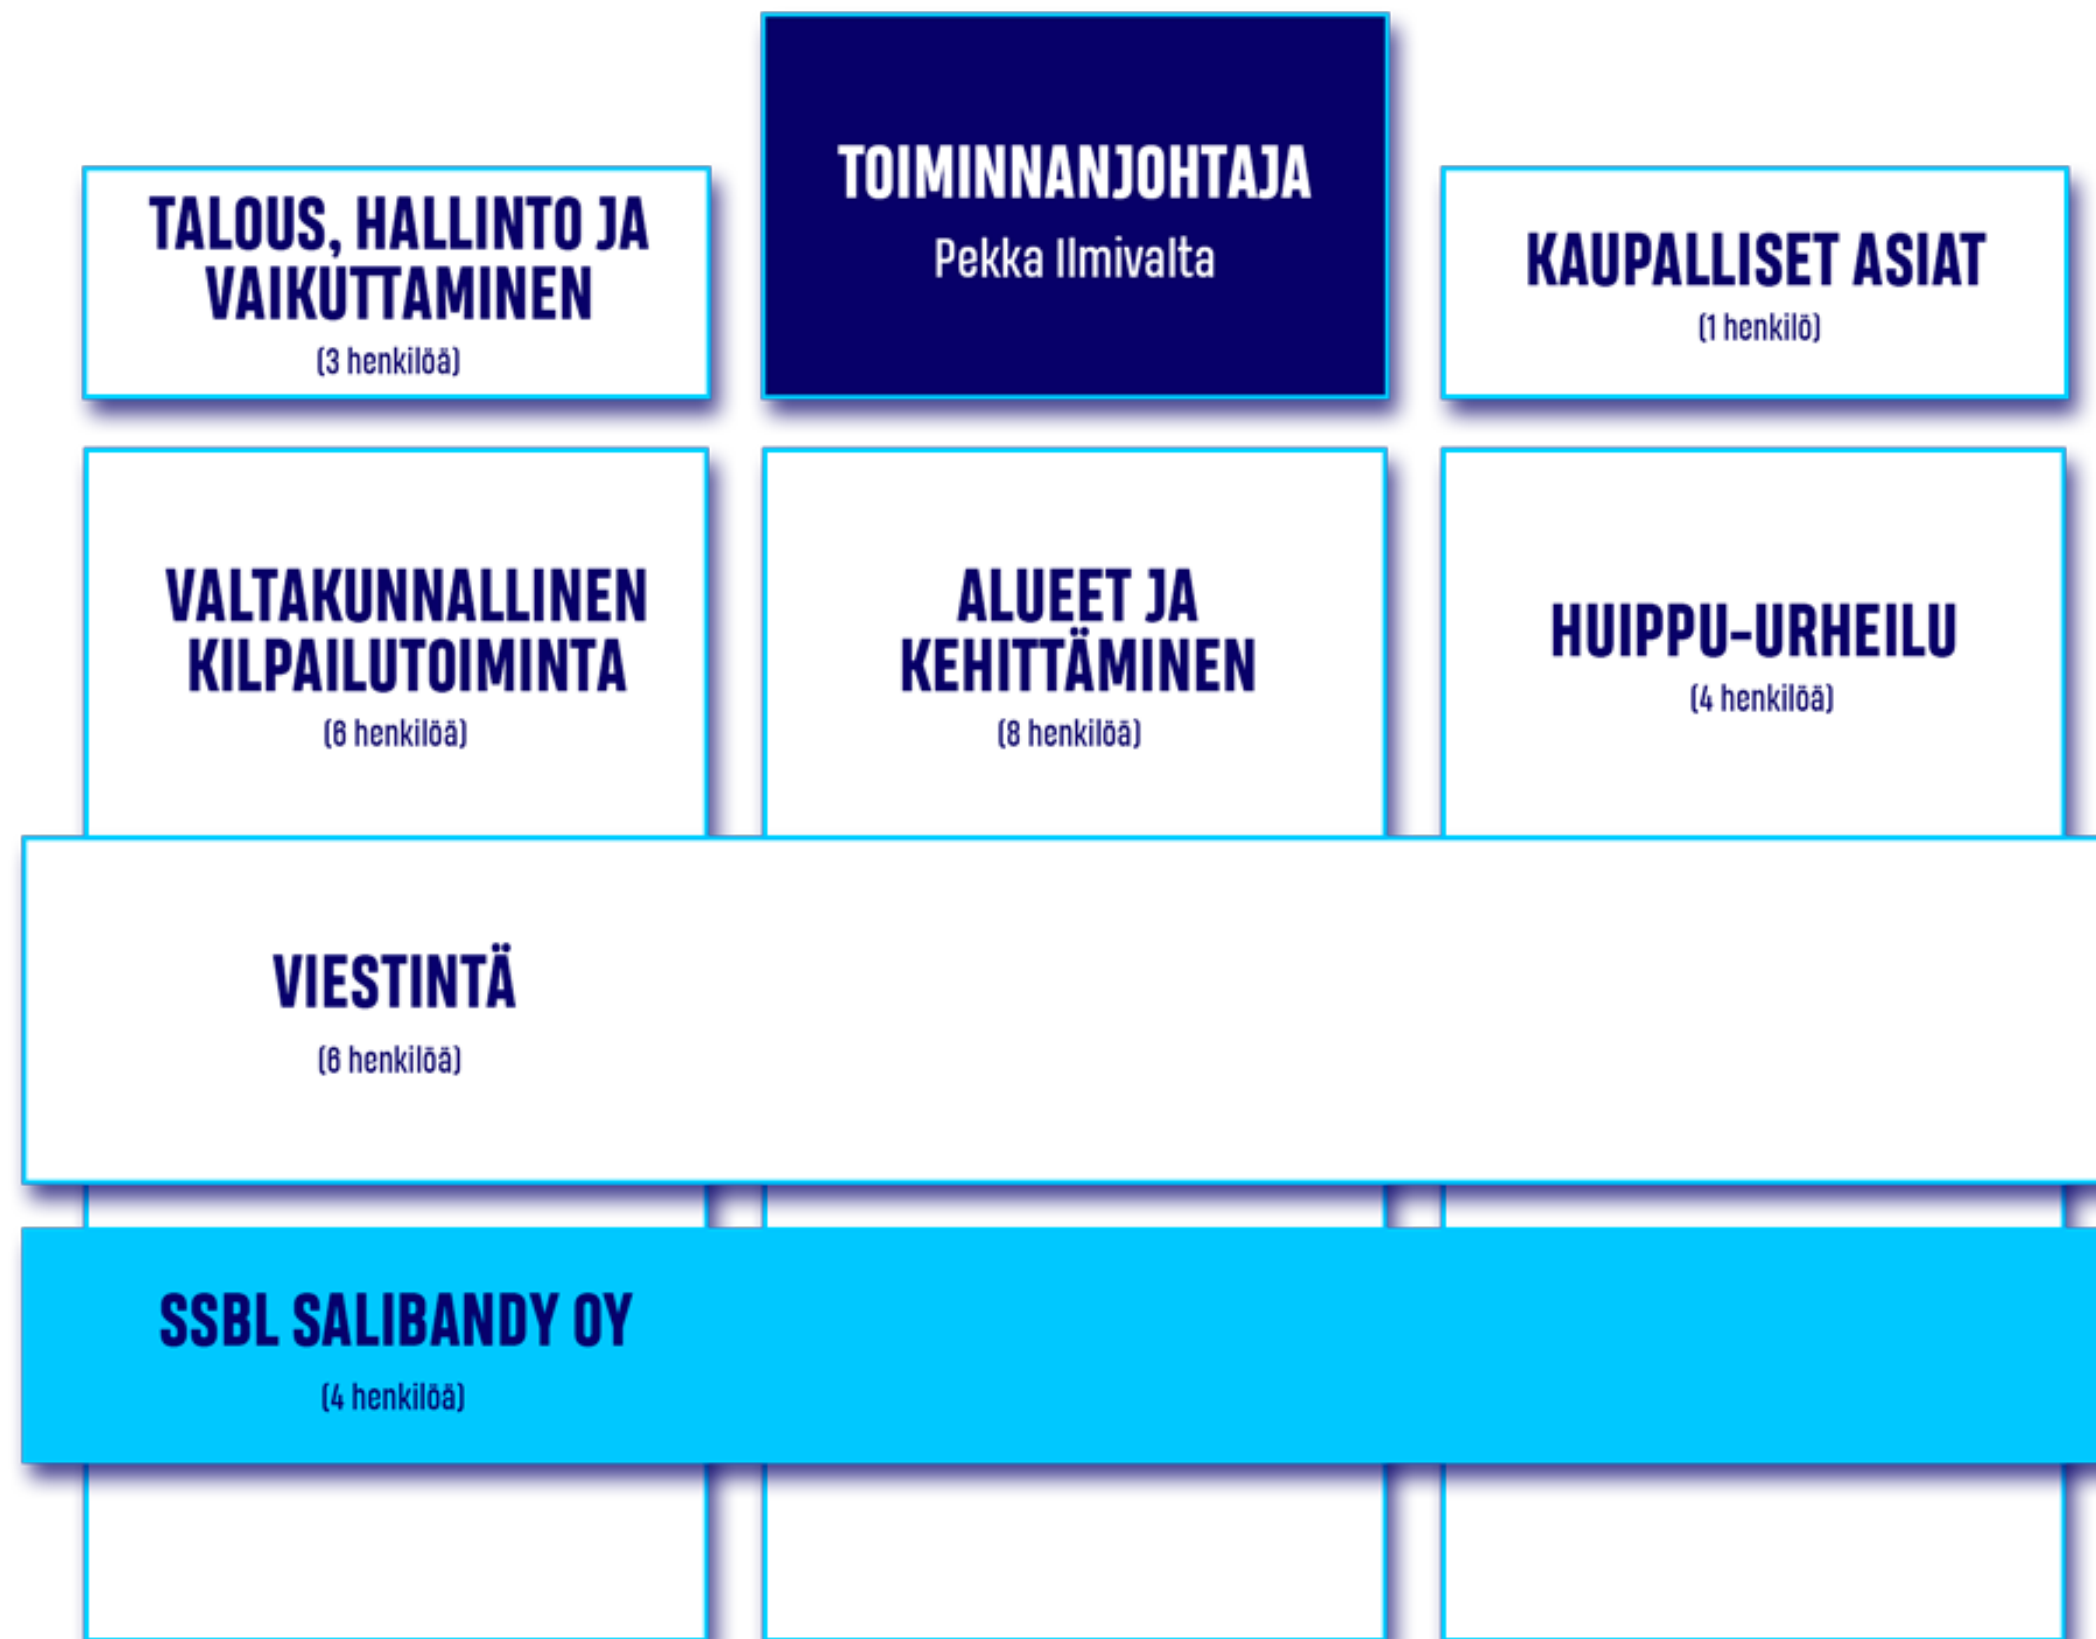 TOIMINNANJOHTAJA
Pekka Ilmivalta
TALOUS, HALLINTO JA
VAIKUTTAMINEN
(3 henkilöä)
KAUPALLISET ASIAT
(1 henkilö)
VALTAKUNNALLINEN
KILPAILUTOIMINTA
(6 henkilöä)
ALUEET JA
KEHITTÄMINEN
(8 henkilöä)
HUIPPU-URHEILU
(4 henkilöä)
VIESTINTÄ
(6 henkilöä)
SSBL SALIBANDY OY
(4 henkilöä)